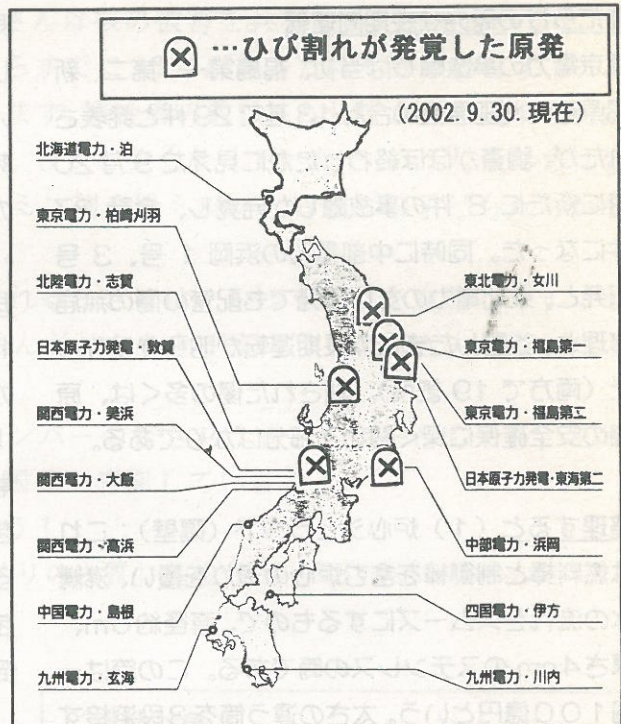 …ひび割れが発覚した原発
(2002.9.30.現在)
北海道電力・泊
東京電力・柏崎刈羽
北陸電力・志賀
日本原子力発電・敦賀
関西電力・美浜
関西電力・大飯
関西電力・高浜
中国電力・島根
九州電力・玄海
東北電力・女川
東京電力・福島第一
東京電力・福島第二
日本原子力発電・東海第二
中部電力・浜岡
四国電力・伊方
九州電力・川内